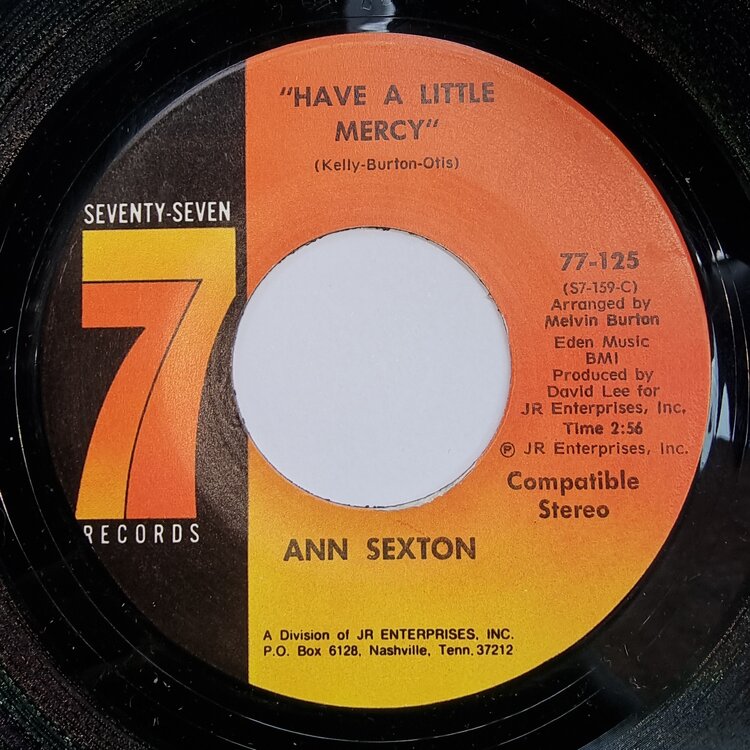 "HAVE A LITTLE
MERCY"
(Kelly-Burton-Otis)
SEVENTY-SEVEN
7
RECORDS
77-125
(S7-159-C)
Arranged by
Melvin Burton
Eden Music
BMI
Produced by
David Lee for
JR Enterprises, Inc.
Time 2:56
℗ JR Enterprises, Inc.
Compatible
Stereo
ANN SEXTON
A Division of JR ENTERPRISES, INC.
P.O. Box 6128, Nashville, Tenn. 37212